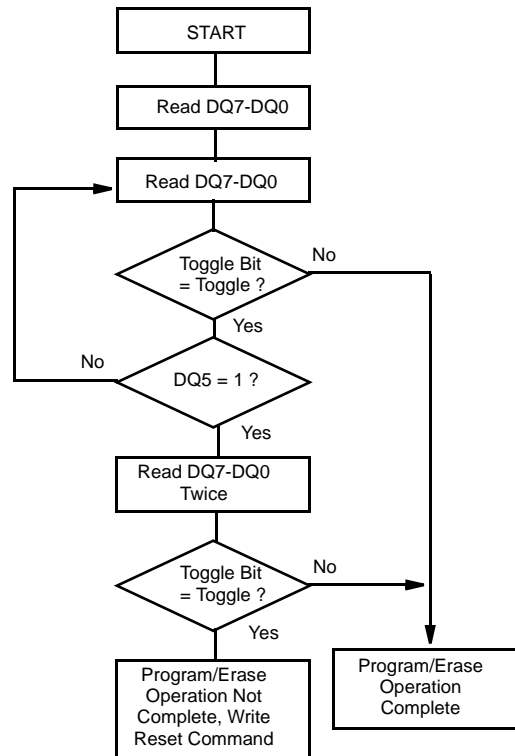 START
Read DQ7-DQ0
Read DQ7-DQ0
Toggle Bit
= Toggle ?
No
Yes
No
DQ5 = 1 ?
Yes
Read DQ7-DQ0
Twice
Toggle Bit
= Toggle ?
No
Yes
Program/Erase
Operation Not
Complete, Write
Reset Command
Program/Erase
Operation
Complete